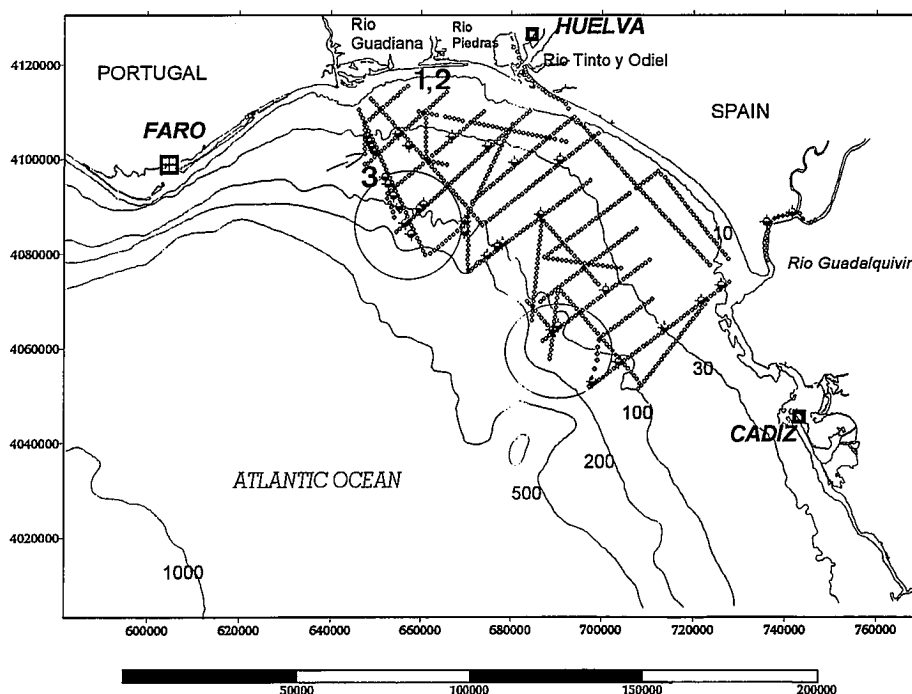 HUELVA
Rio
Guadiana
Rio
Piedras
Rio Tinto y Odiel
4120000
PORTUGAL
1,2
SPAIN
FARO
4100000
3
4080000
10
Rio Guadalquivir
4060000
30
100
CADIZ
4040000
200
ATLANTIC OCEAN
500
4020000
1000
600000 620000 640000 660000 680000 700000 720000 740000 760000
50000 100000 150000 200000